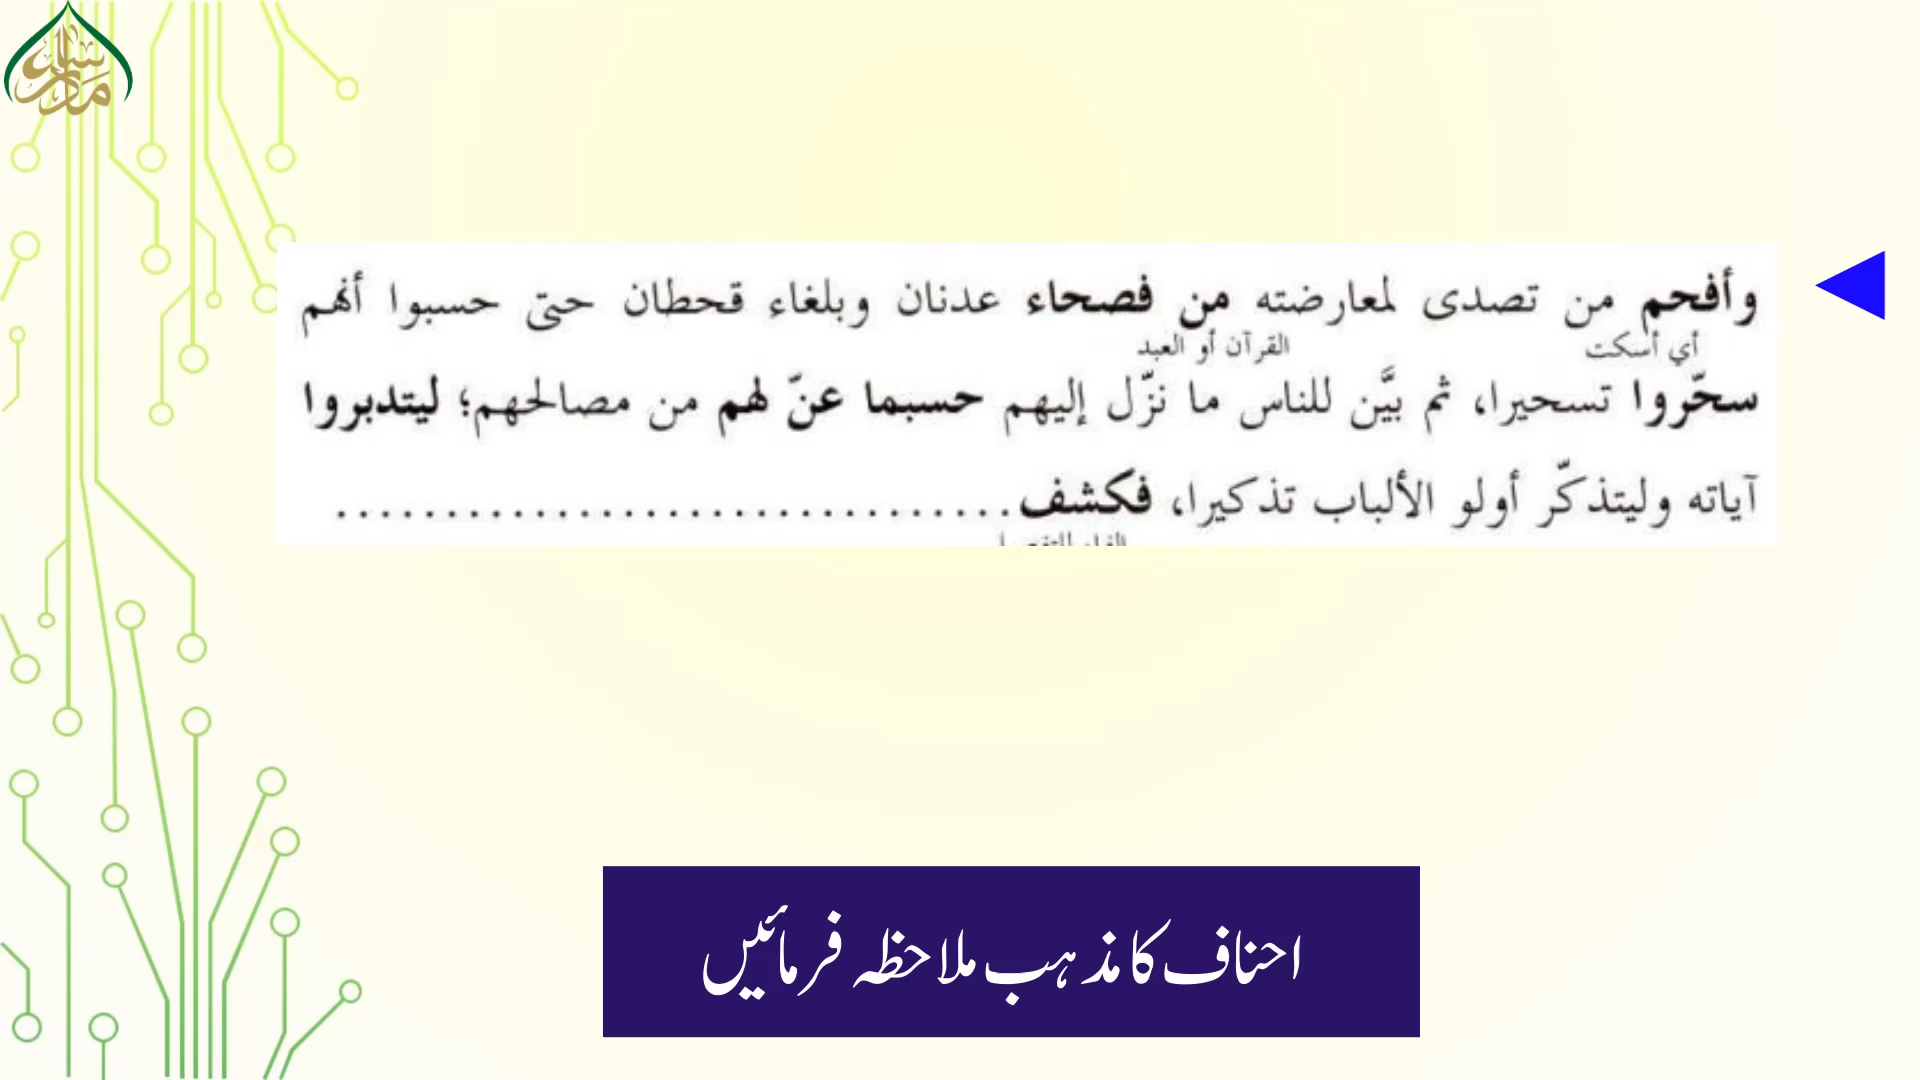 وأفحم من تصدى لمعارضته من فصحاء عدنان وبلغاء قحطان حتى حسبوا أنهم
أي أسكت القرآن أو العبد
سحّروا تسحيرا، ثم بيَّن للناس ما نزّل إليهم حسبما عنّ لهم من مصالحهم؛ ليتدبروا
آياته وليتذكّر أولو الألباب تذكيرا، فكشف...............................
احناف کا مذہب ملاحظہ فرمائیں